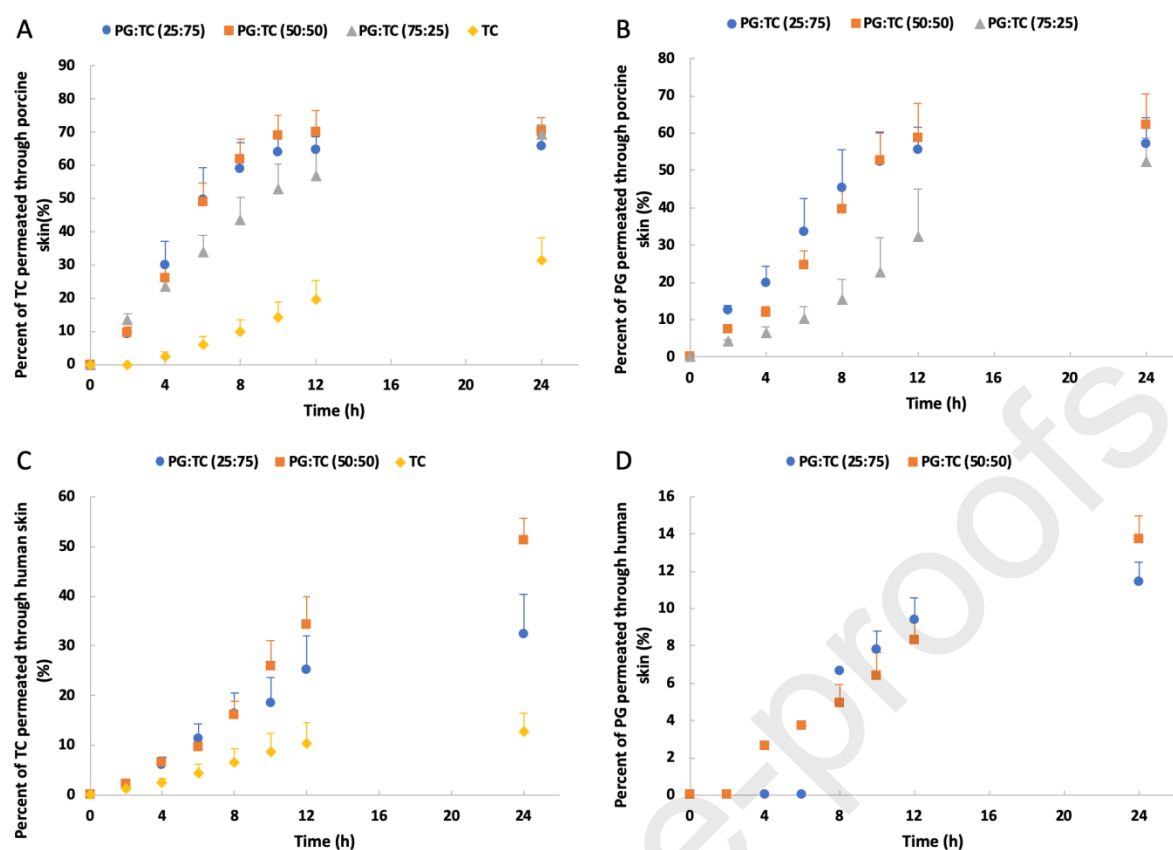 A
PG:TC (25:75) PG:TC (50:50) PG:TC (75:25) TC
Percent of TC permeated through porcine
skin(%)
90
80
70
60
50
40
30
20
10
0
0 4 8 12 16 20 24
Time (h)
B
PG:TC (25:75) PG:TC (50:50) PG:TC (75:25)
Percent of PG permeated through porcine
skin (%)
80
70
60
50
40
30
20
10
0
0 4 8 12 16 20 24
Time (h)
C
PG:TC (25:75) PG:TC (50:50) TC
Percent of TC permeated through human skin
(%)
60
50
40
30
20
10
0
0 4 8 12 16 20 24
Time (h)
D
PG:TC (25:75) PG:TC (50:50)
Percent of PG permeated through human
skin (%)
16
14
12
10
8
6
4
2
0
0 4 8 12 16 20 24
Time (h)
e-proofs